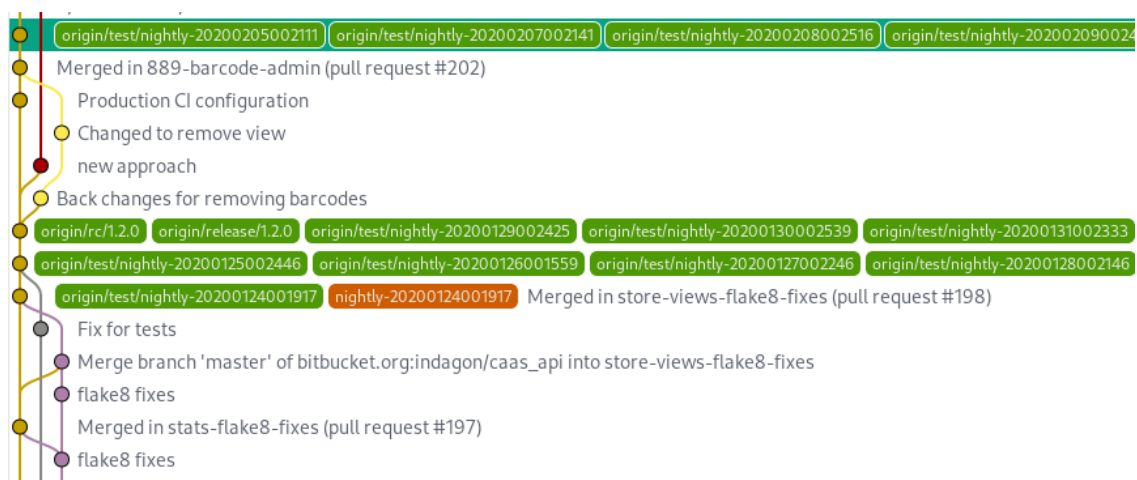 origin/test/nightly-20200205002111 origin/test/nightly-20200207002141 origin/test/nightly-20200208002516 origin/test/nightly-202002090024
Merged in 889-barcode-admin (pull request #202)
Production CI configuration
Changed to remove view
new approach
Back changes for removing barcodes
origin/rc/1.2.0 origin/release/1.2.0 origin/test/nightly-20200129002425 origin/test/nightly-20200130002539 origin/test/nightly-20200131002333
origin/test/nightly-20200125002446 origin/test/nightly-20200126001559 origin/test/nightly-20200127002246 origin/test/nightly-20200128002146
origin/test/nightly-20200124001917 nightly-20200124001917 Merged in store-views-flake8-fixes (pull request #198)
Fix for tests
Merge branch 'master' of bitbucket.org:indagon/caas_api into store-views-flake8-fixes
flake8 fixes
Merged in stats-flake8-fixes (pull request #197)
flake8 fixes